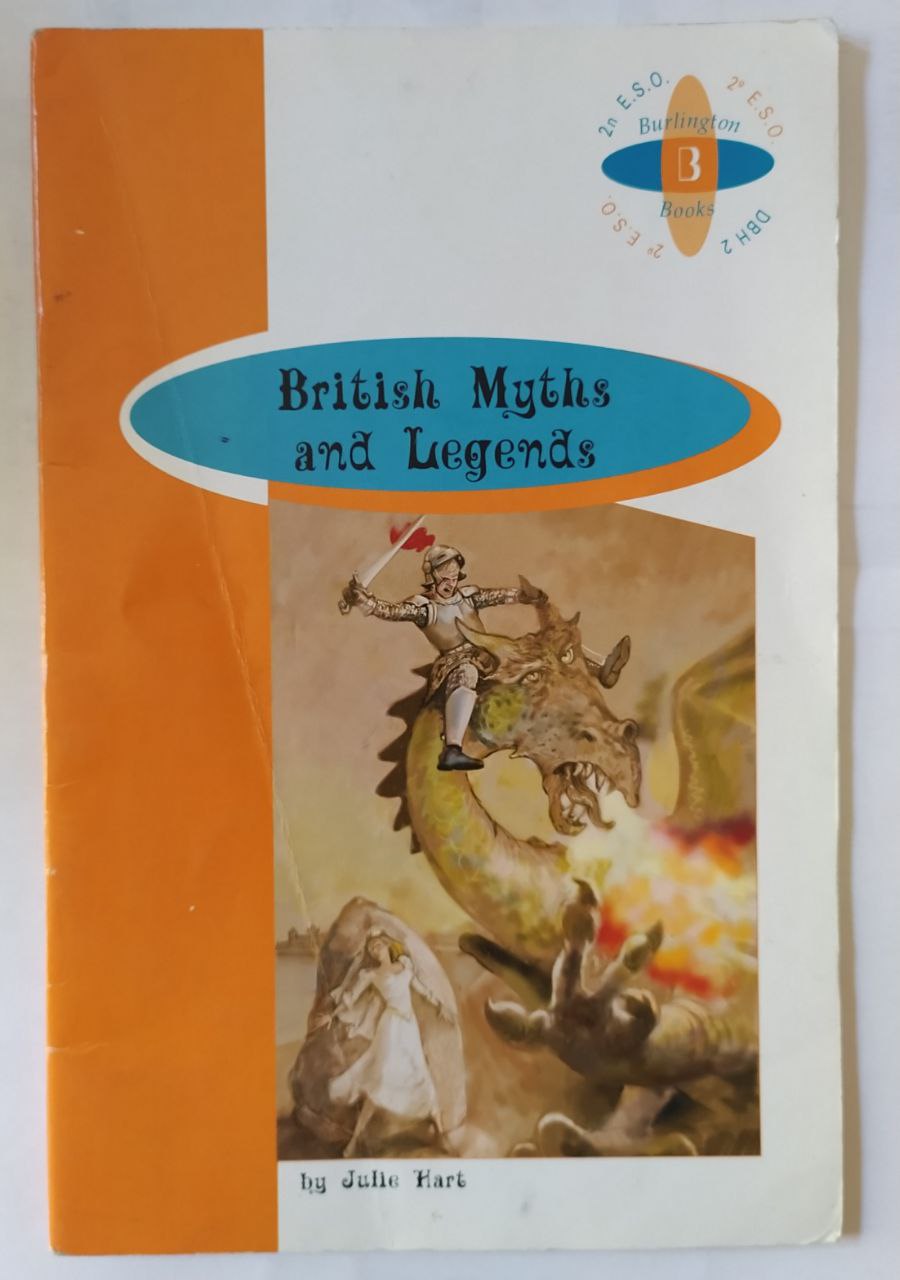 2n E.S.O.
2º E.S.O.
Burlington
B
Books
2º E.S.O.
DBH 2
British Myths
and Legends
by Julie Hart